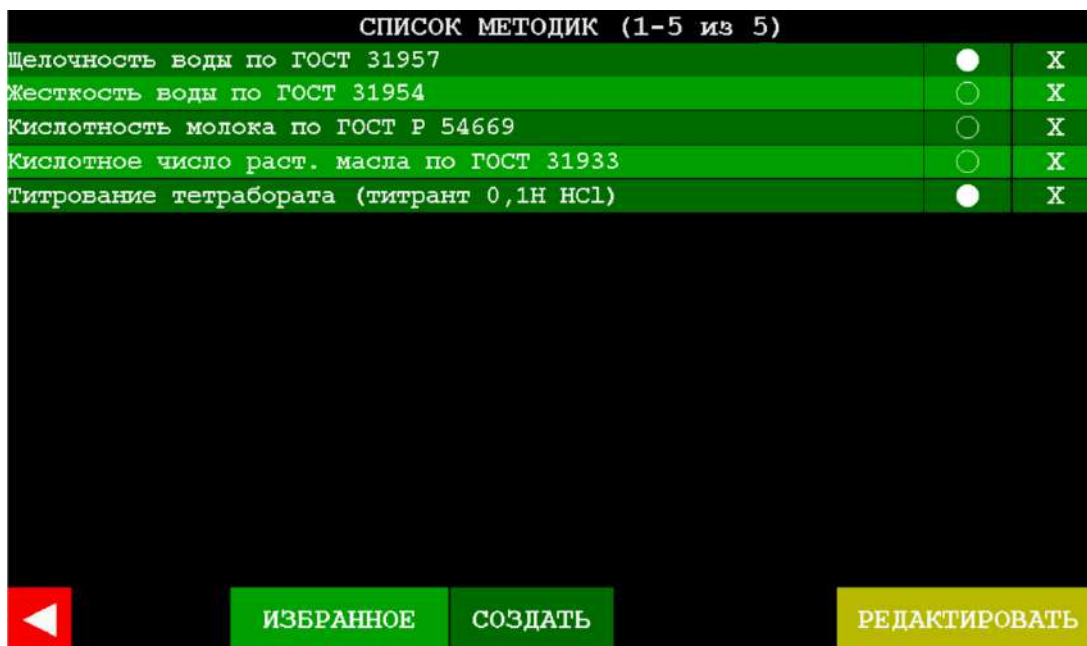 СПИСОК МЕТОДИК (1-5 из 5)
Щелочность воды по ГОСТ 31957 X
Жесткость воды по ГОСТ 31954 X
Кислотность молока по ГОСТ Р 54669 X
Кислотное число раст. масла по ГОСТ 31933 X
Титрование тетрабората (титрант 0,1Н HCl) X
ИЗБРАННОЕ СОЗДАТЬ РЕДАКТИРОВАТЬ